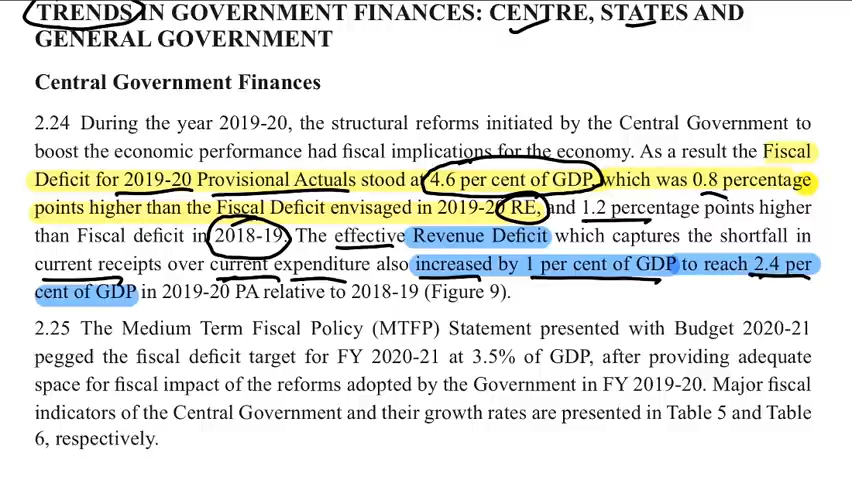 TRENDS IN GOVERNMENT FINANCES: CENTRE, STATES AND
GENERAL GOVERNMENT
Central Government Finances
2.24 During the year 2019-20, the structural reforms initiated by the Central Government to
boost the economic performance had fiscal implications for the economy. As a result the Fiscal
Deficit for 2019-20 Provisional Actuals stood at 4.6 per cent of GDP, which was 0.8 percentage
points higher than the Fiscal Deficit envisaged in 2019-20 RE, and 1.2 percentage points higher
than Fiscal deficit in 2018-19. The effective Revenue Deficit which captures the shortfall in
current receipts over current expenditure also increased by 1 per cent of GDP to reach 2.4 per
cent of GDP in 2019-20 PA relative to 2018-19 (Figure 9).
2.25 The Medium Term Fiscal Policy (MTFP) Statement presented with Budget 2020-21
pegged the fiscal deficit target for FY 2020-21 at 3.5% of GDP, after providing adequate
space for fiscal impact of the reforms adopted by the Government in FY 2019-20. Major fiscal
indicators of the Central Government and their growth rates are presented in Table 5 and Table
6, respectively.